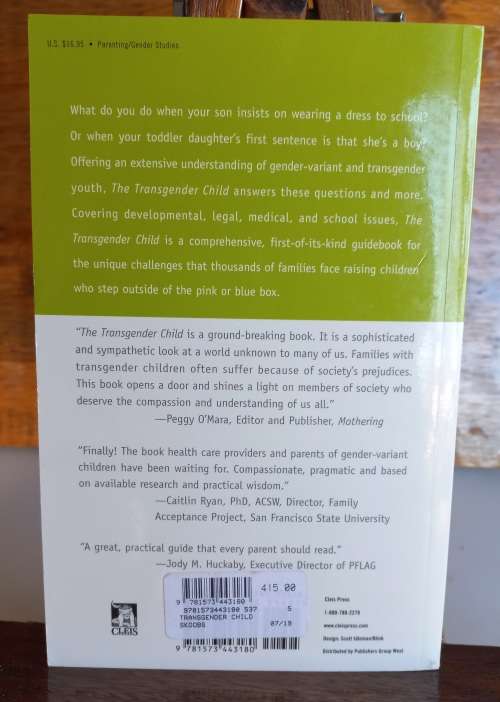 U.S. $16.95 • Parenting/Gender Studies
What do you do when your son insists on wearing a dress to school?
Or when your toddler daughter's first sentence is that she's a boy?
Offering an extensive understanding of gender-variant and transgender
youth, The Transgender Child answers these questions and more.
Covering developmental, legal, medical, and school issues, The
Transgender Child is a comprehensive, first-of-its-kind guidebook for
the unique challenges that thousands of families face raising children
who step outside of the pink or blue box.
"The Transgender Child is a ground-breaking book. It is a sophisticated
and sympathetic look at a world unknown to many of us. Families with
transgender children often suffer because of society's prejudices.
This book opens a door and shines a light on members of society who
deserve the compassion and understanding of us all."
—Peggy O'Mara, Editor and Publisher, Mothering
"Finally! The book health care providers and parents of gender-variant
children have been waiting for. Compassionate, pragmatic and based
on available research and practical wisdom."
—Caitlin Ryan, PhD, ACSW, Director, Family
Acceptance Project, San Francisco State University
"A great, practical guide that every parent should read."
—Jody M. Huckaby, Executive Director of PFLAG
415.00
9 781573 443180
9781573443180 537 5
TRANSGENDER CHILD
SKOOBS 07/19
9 781573 443180
CLEIS
Cleis Press
1-800-780-2279
www.cleispress.com
Design: Scott Idleman/Blink
Distributed by Publishers Group West